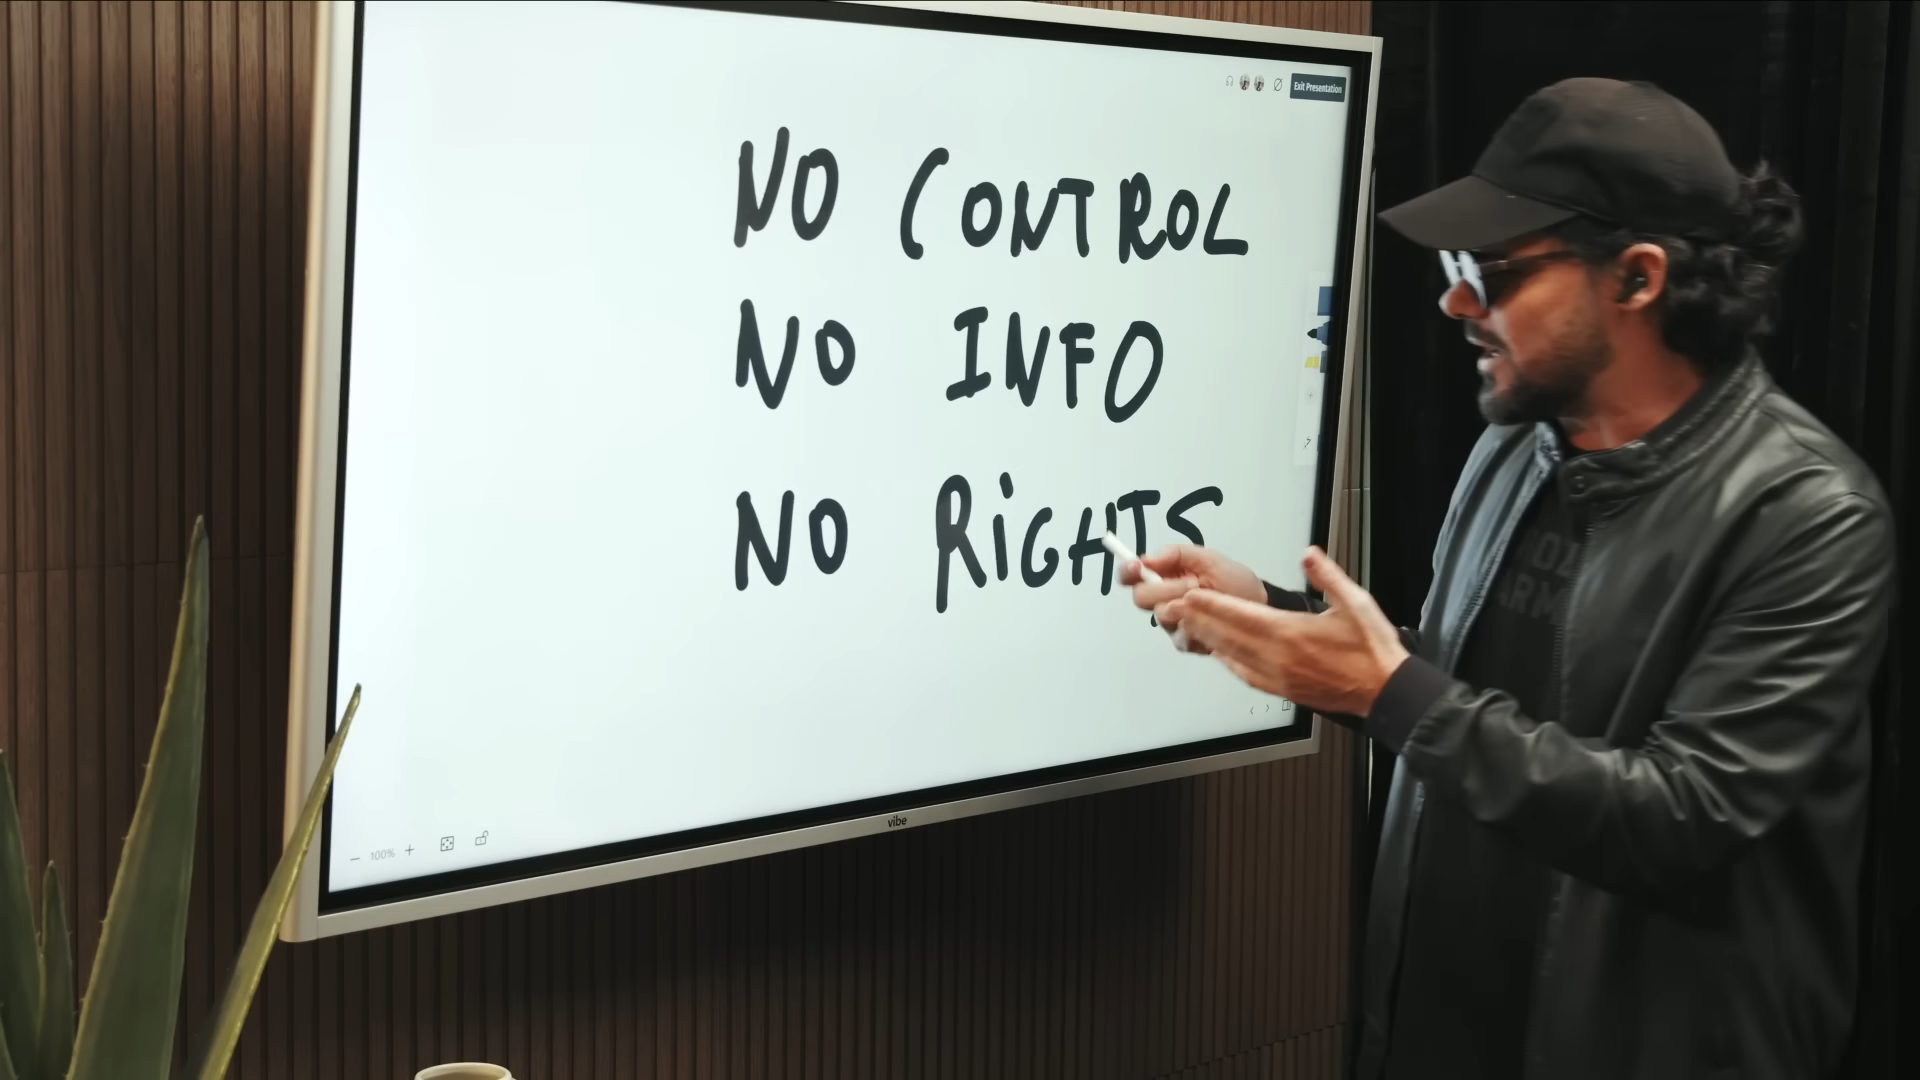 Exit Presentation
NO CONTROL
NO INFO
NO RiGHTS
100%
vibe